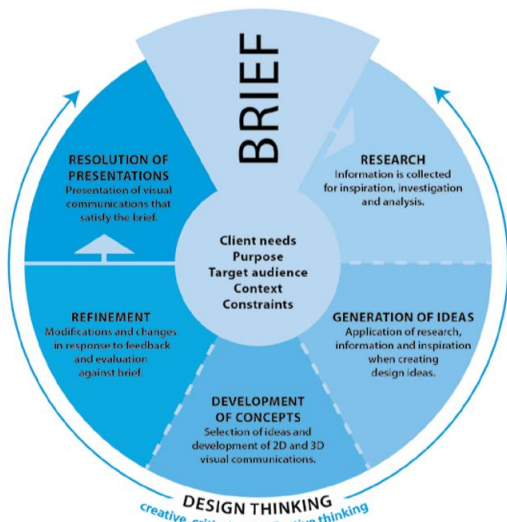 BRIEF
RESEARCH
Information is collected
for inspiration, investigation
and analysis.
GENERATION OF IDEAS
Application of research,
information and inspiration
when creating
design ideas.
DEVELOPMENT
OF CONCEPTS
Selection of ideas and
development of 2D and 3D
visual communications.
REFINEMENT
Modifications and changes
in response to feedback
and evaluation
against brief.
RESOLUTION OF
PRESENTATIONS
Presentation of visual
communications that
satisfy the brief.
Client needs
Purpose
Target audience
Context
Constraints
DESIGN THINKING
thinking